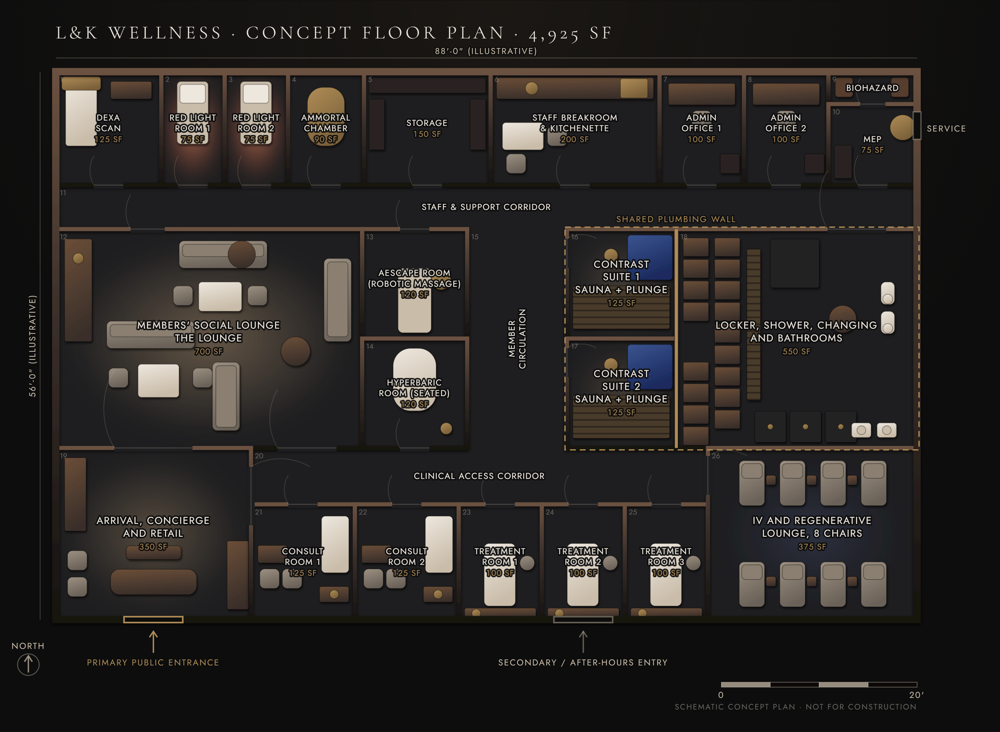 L&K WELLNESS · CONCEPT FLOOR PLAN · 4,925 SF
88'-0" (ILLUSTRATIVE)
56'-0" (ILLUSTRATIVE)
1
DEXA
SCAN
125 SF
2
RED LIGHT
ROOM 1
75 SF
3
RED LIGHT
ROOM 2
75 SF
4
AMMORTAL
CHAMBER
90 SF
5
STORAGE
150 SF
6
STAFF BREAKROOM
& KITCHENETTE
200 SF
7
ADMIN
OFFICE 1
100 SF
8
ADMIN
OFFICE 2
100 SF
9
BIOHAZARD
10
MEP
75 SF
SERVICE
11
STAFF & SUPPORT CORRIDOR
SHARED PLUMBING WALL
12
MEMBERS' SOCIAL LOUNGE
THE LOUNGE
700 SF
13
AESCAPE ROOM
(ROBOTIC MASSAGE)
120 SF
14
HYPERBARIC
ROOM (SEATED)
120 SF
15
MEMBER
CIRCULATION
16
CONTRAST
SUITE 1
SAUNA + PLUNGE
125 SF
17
CONTRAST
SUITE 2
SAUNA + PLUNGE
125 SF
18
LOCKER, SHOWER, CHANGING
AND BATHROOMS
550 SF
19
ARRIVAL, CONCIERGE
AND RETAIL
350 SF
20
CLINICAL ACCESS CORRIDOR
21
CONSULT
ROOM 1
125 SF
22
CONSULT
ROOM 2
125 SF
23
TREATMENT
ROOM 1
100 SF
24
TREATMENT
ROOM 2
100 SF
25
TREATMENT
ROOM 3
100 SF
26
IV AND REGENERATIVE
LOUNGE, 8 CHAIRS
375 SF
NORTH
PRIMARY PUBLIC ENTRANCE
SECONDARY / AFTER-HOURS ENTRY
0
20'
SCHEMATIC CONCEPT PLAN · NOT FOR CONSTRUCTION